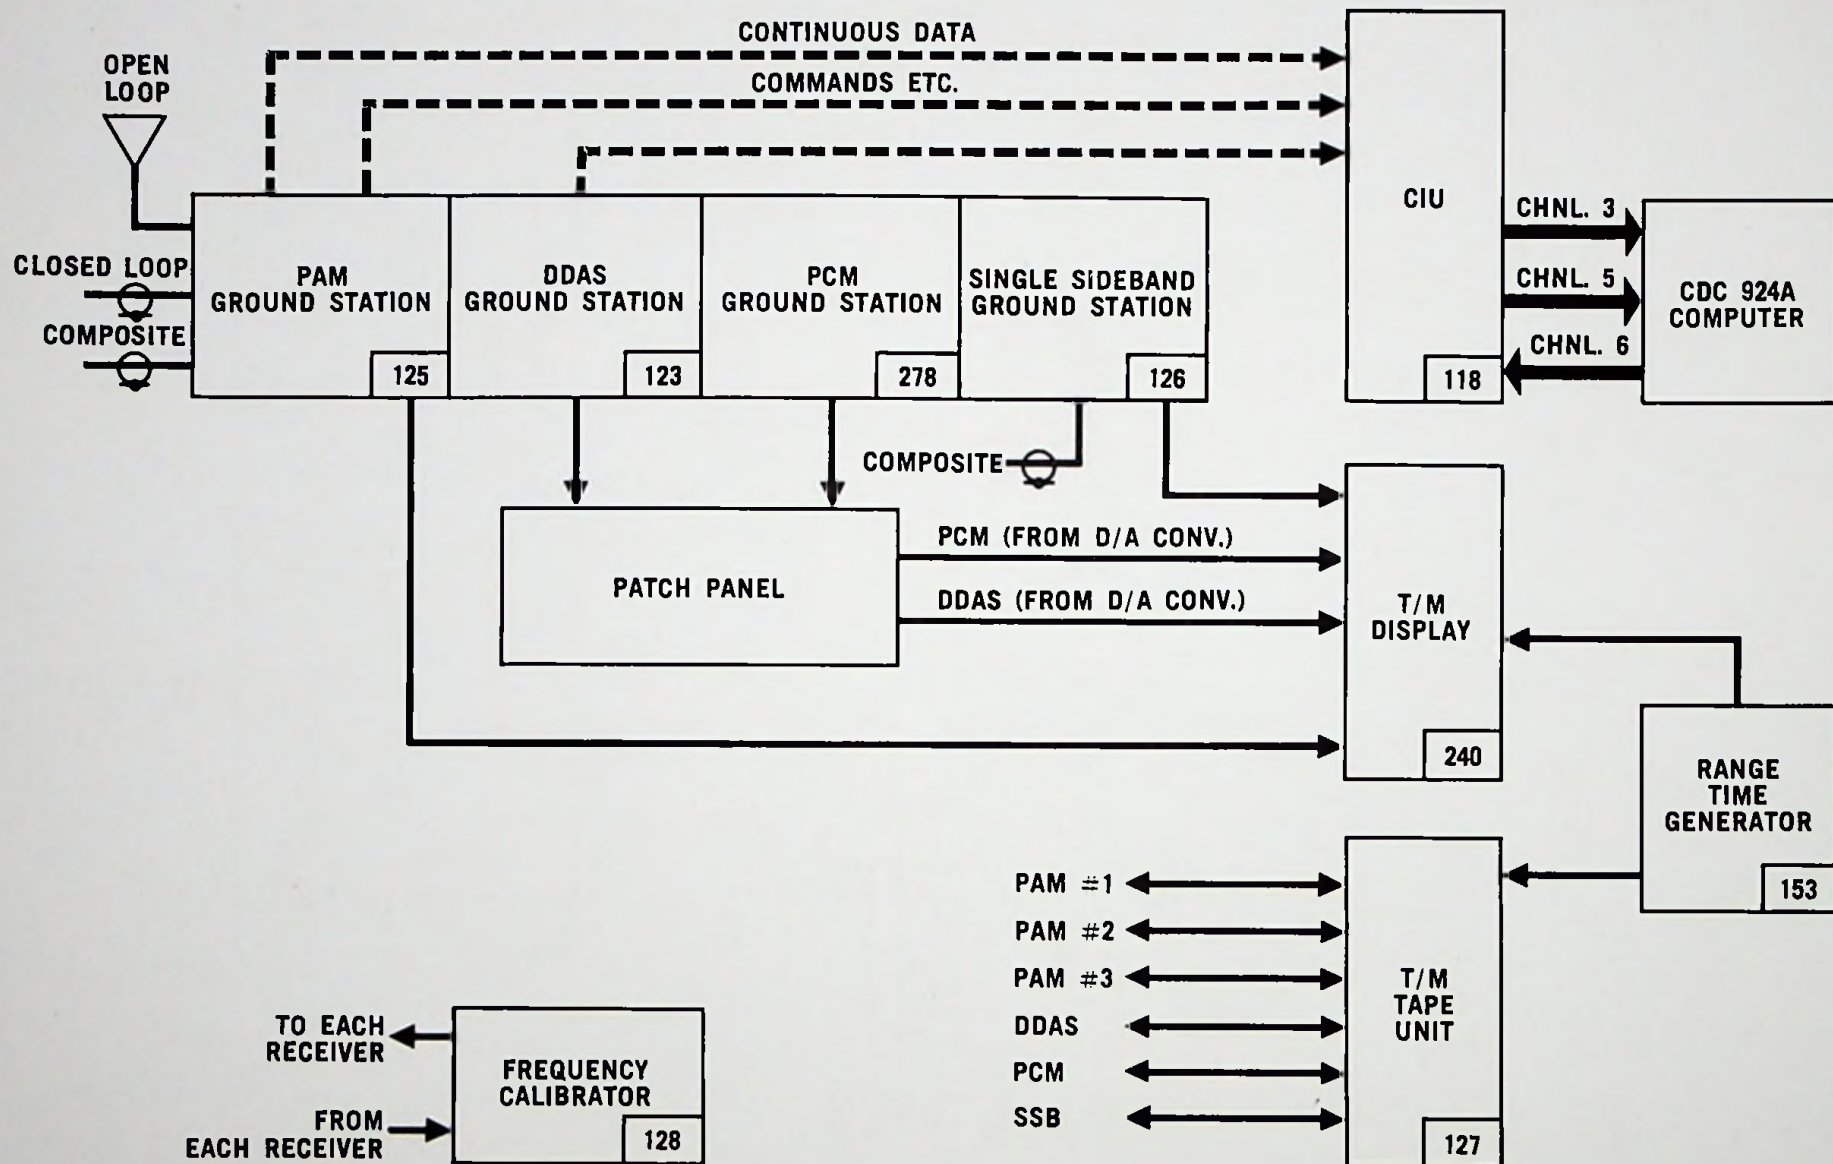 CONTINUOUS DATA
COMMANDS ETC.
OPEN
LOOP
CLOSED LOOP
COMPOSITE
PAM
GROUND STATION
125
DDAS
GROUND STATION
123
PCM
GROUND STATION
278
SINGLE SIDEBAND
GROUND STATION
126
CIU
118
CHNL. 3
CHNL. 5
CHNL. 6
CDC 924A
COMPUTER
COMPOSITE
PATCH PANEL
PCM (FROM D/A CONV.)
DDAS (FROM D/A CONV.)
T/M
DISPLAY
240
RANGE
TIME
GENERATOR
153
PAM #1
PAM #2
PAM #3
DDAS
PCM
SSB
T/M
TAPE
UNIT
127
TO EACH
RECEIVER
FROM
EACH RECEIVER
FREQUENCY
CALIBRATOR
128